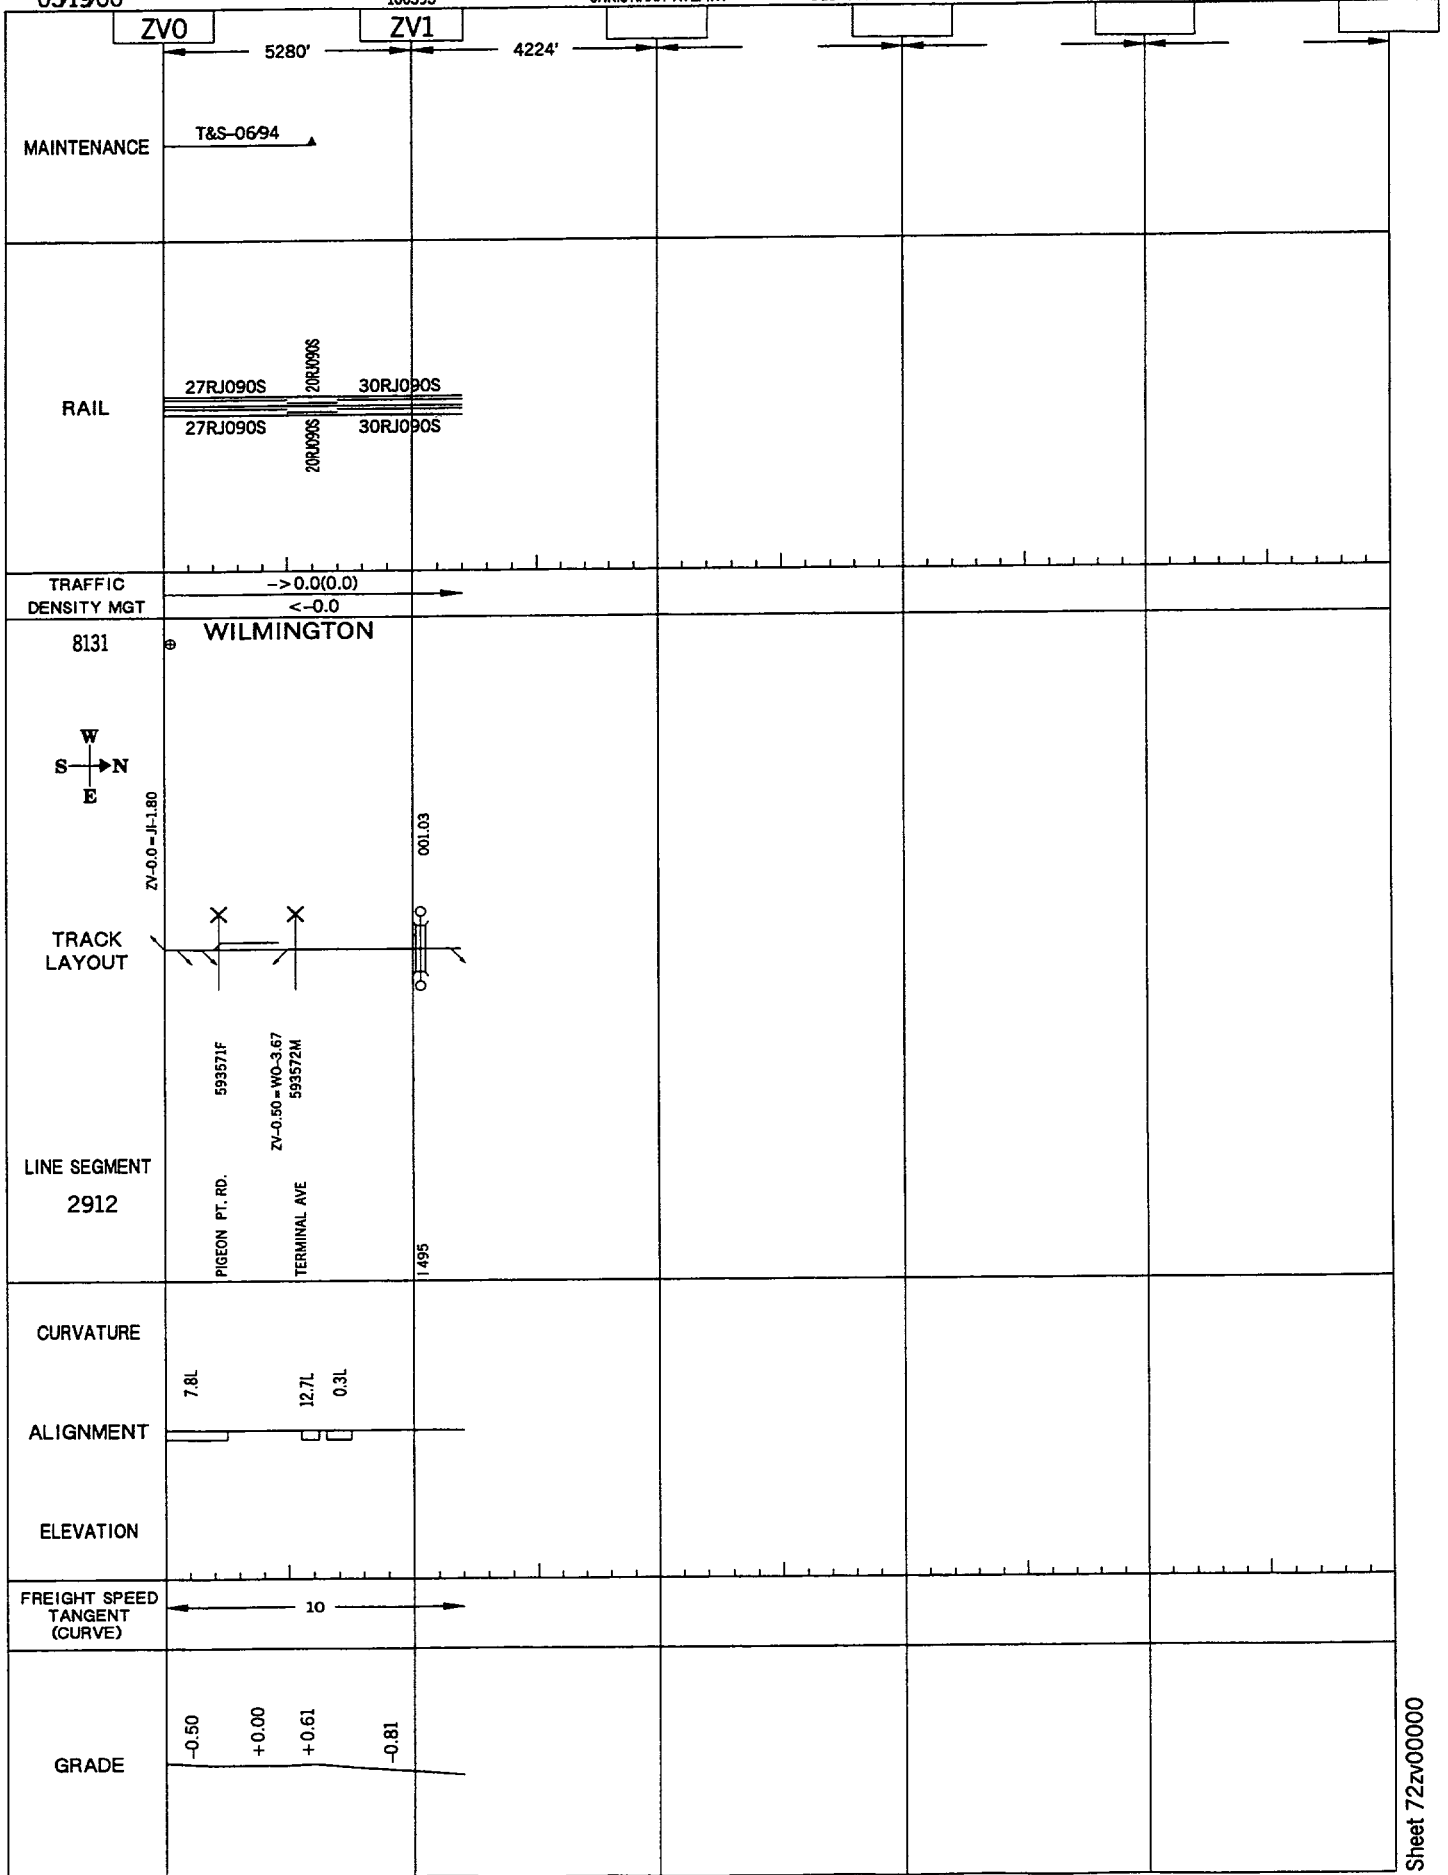 ZV0
ZV1
5280'
4224'
MAINTENANCE
T&S-06/94
RAIL
27RJ090S
20RJ090S
30RJ090S
27RJ090S
20RJ090S
30RJ090S
TRAFFIC
DENSITY MGT
->0.0(0.0)
<-0.0
8131
WILMINGTON
W
S
N
E
ZV-0.0=JI-1.80
001.03
TRACK
LAYOUT
593571F
ZV-0.50=WO-3.67
593572M
LINE SEGMENT
2912
PIGEON PT. RD.
TERMINAL AVE
I 495
CURVATURE
7.8L
12.7L
0.3L
ALIGNMENT
ELEVATION
FREIGHT SPEED
TANGENT
(CURVE)
10
GRADE
-0.50
+0.00
+0.61
-0.81
Sheet 72zv00000